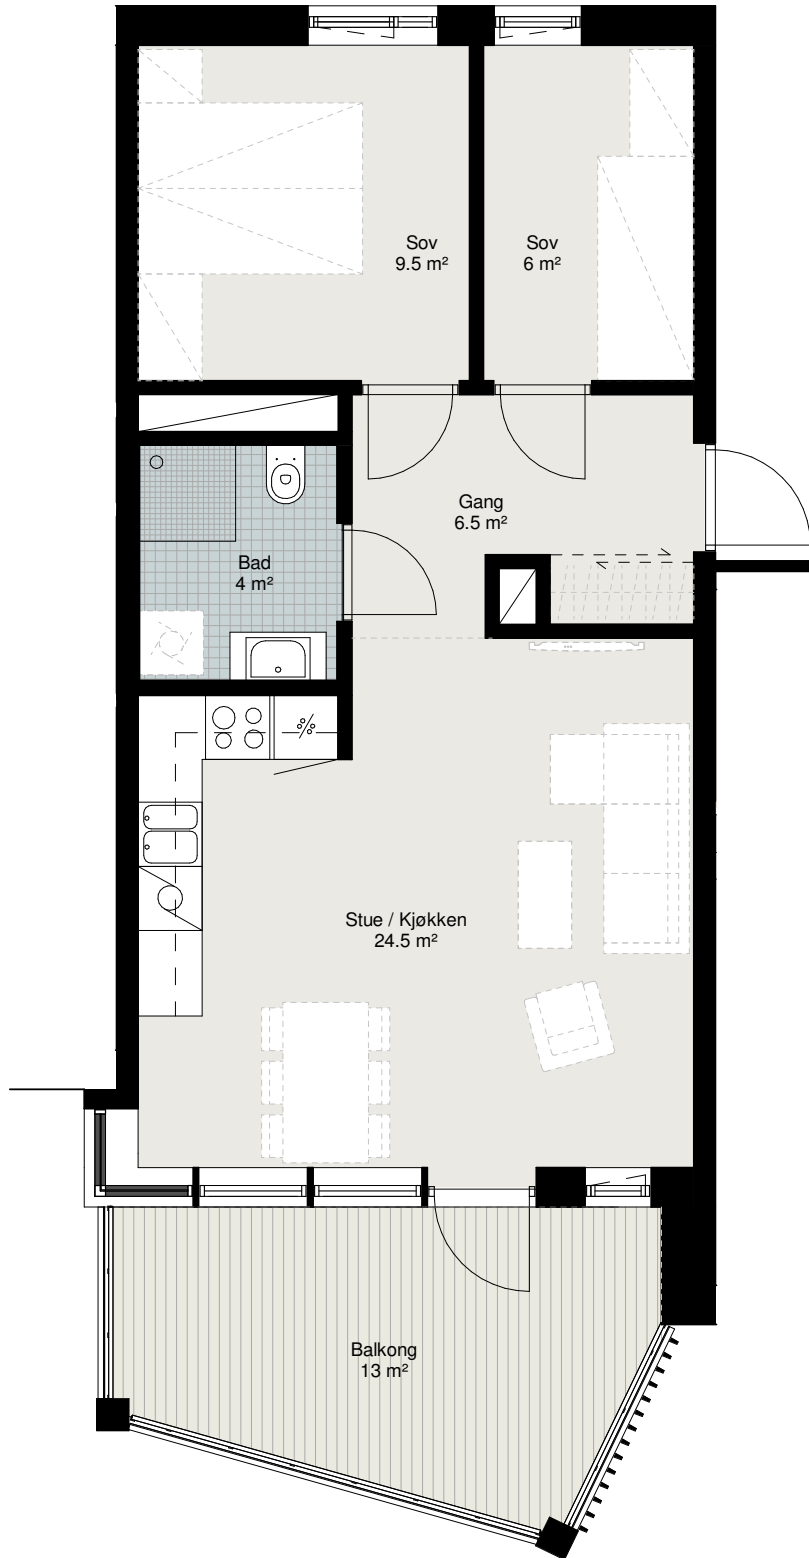 Sov
9.5 m²
Sov
6 m²
Gang
6.5 m²
Bad
4 m²
Stue / Kjøkken
24.5 m²
Balkong
13 m²